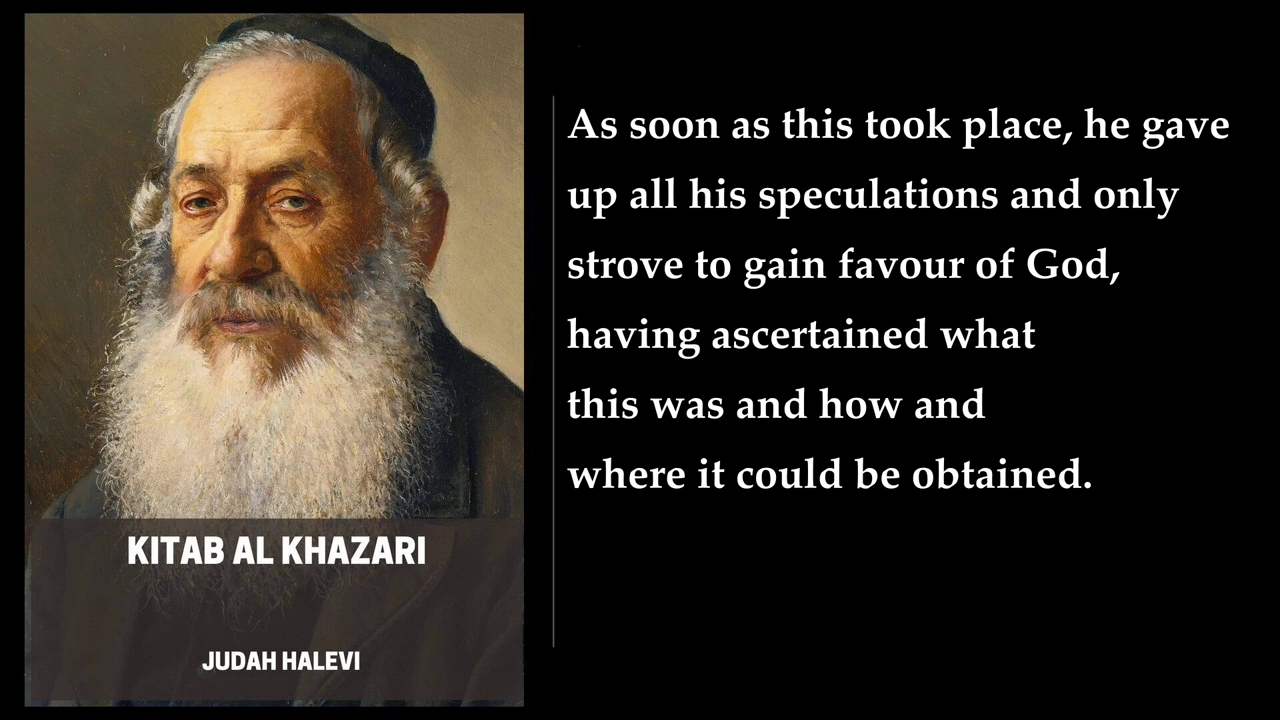 As soon as this took place, he gave
up all his speculations and only
strove to gain favour of God,
having ascertained what
this was and how and
where it could be obtained.
KITAB AL KHAZARI
JUDAH HALEVI